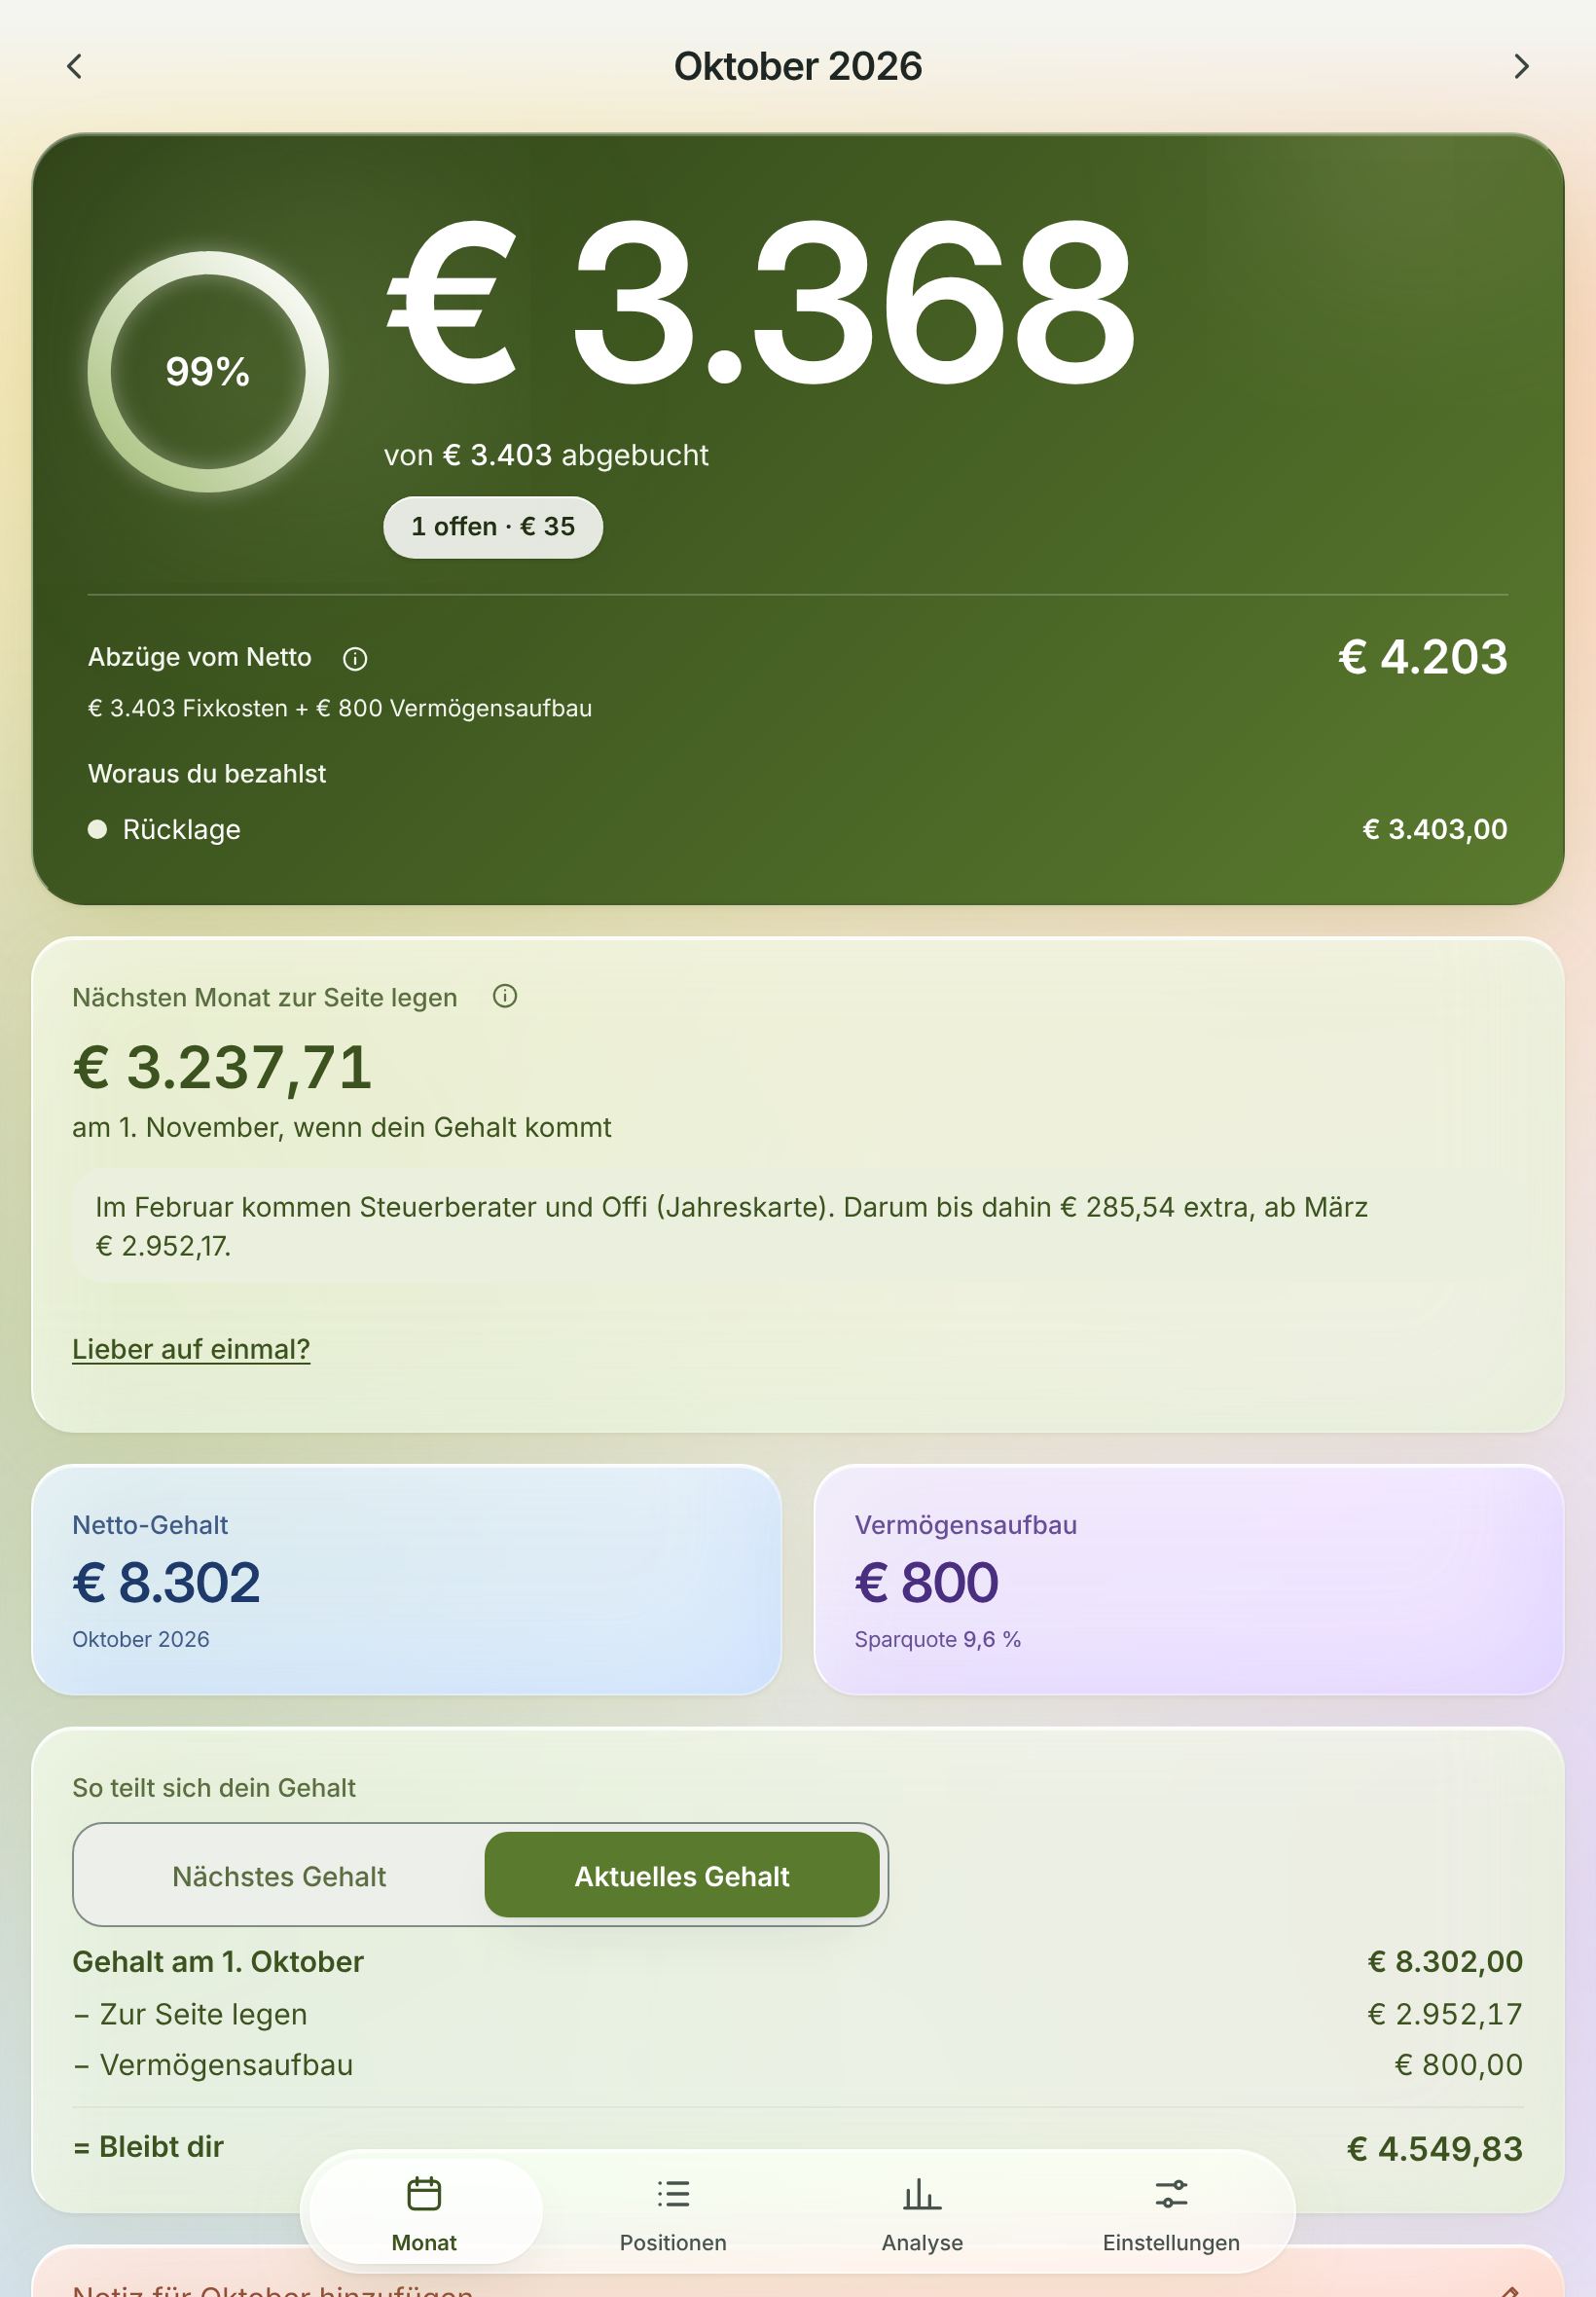 Oktober 2026
99%
€ 3.368
von € 3.403 abgebucht
1 offen · € 35
Abzüge vom Netto
€ 4.203
€ 3.403 Fixkosten + € 800 Vermögensaufbau
Woraus du bezahlst
Rücklage
€ 3.403,00
Nächsten Monat zur Seite legen
€ 3.237,71
am 1. November, wenn dein Gehalt kommt
Im Februar kommen Steuerberater und Offi (Jahreskarte). Darum bis dahin € 285,54 extra, ab März
€ 2.952,17.
Lieber auf einmal?
Netto-Gehalt
€ 8.302
Oktober 2026
Vermögensaufbau
€ 800
Sparquote 9,6 %
So teilt sich dein Gehalt
Nächstes Gehalt
Aktuelles Gehalt
Gehalt am 1. Oktober
€ 8.302,00
– Zur Seite legen
€ 2.952,17
– Vermögensaufbau
€ 800,00
= Bleibt dir
€ 4.549,83
Monat
Positionen
Analyse
Einstellungen
Notiz für Oktober hinzufügen